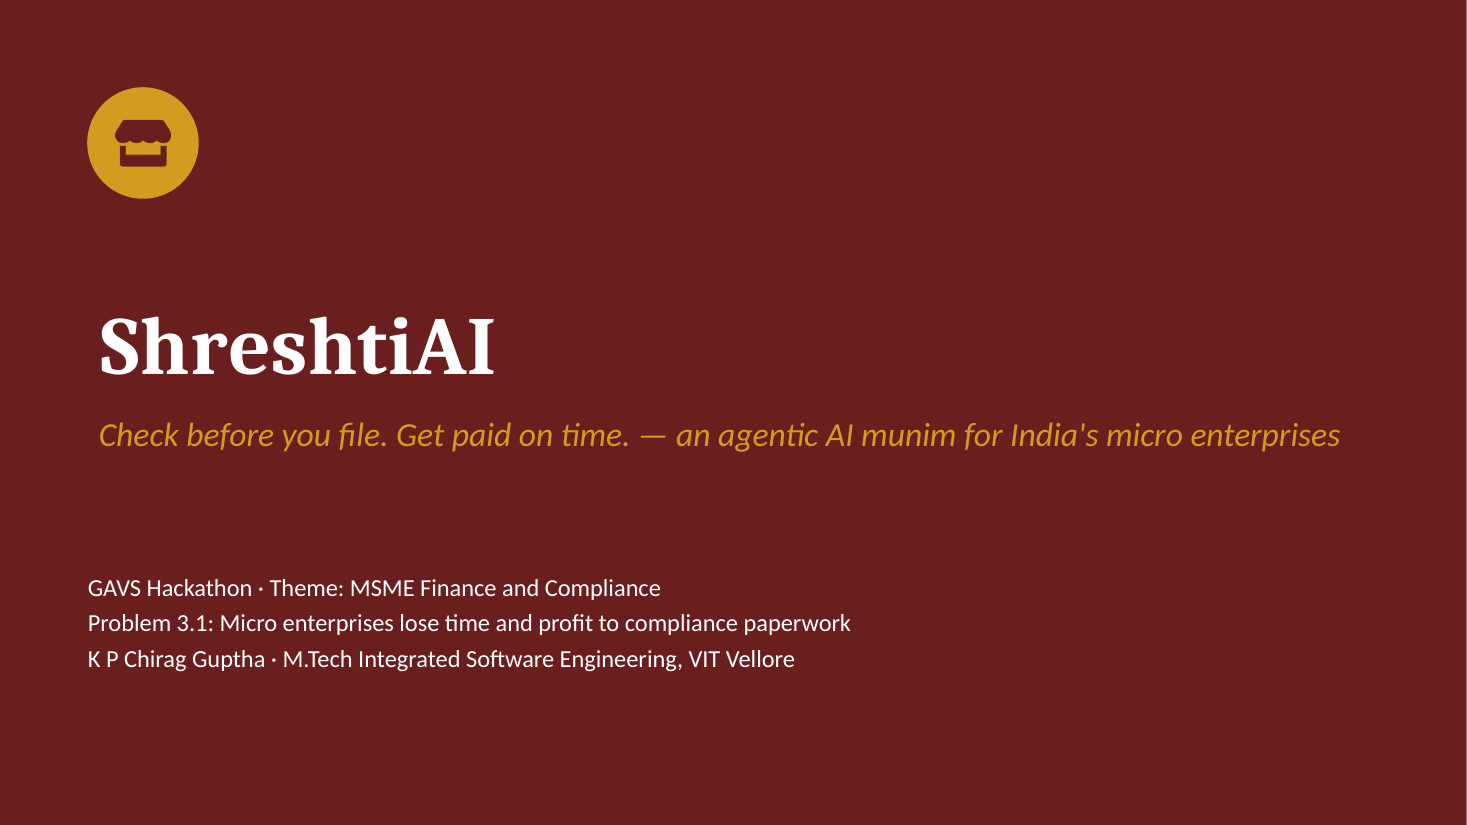 ShreshtiAI
Check before you file. Get paid on time. — an agentic AI munim for India's micro enterprises
GAVS Hackathon · Theme: MSME Finance and Compliance
Problem 3.1: Micro enterprises lose time and profit to compliance paperwork
K P Chirag Guptha · M.Tech Integrated Software Engineering, VIT Vellore